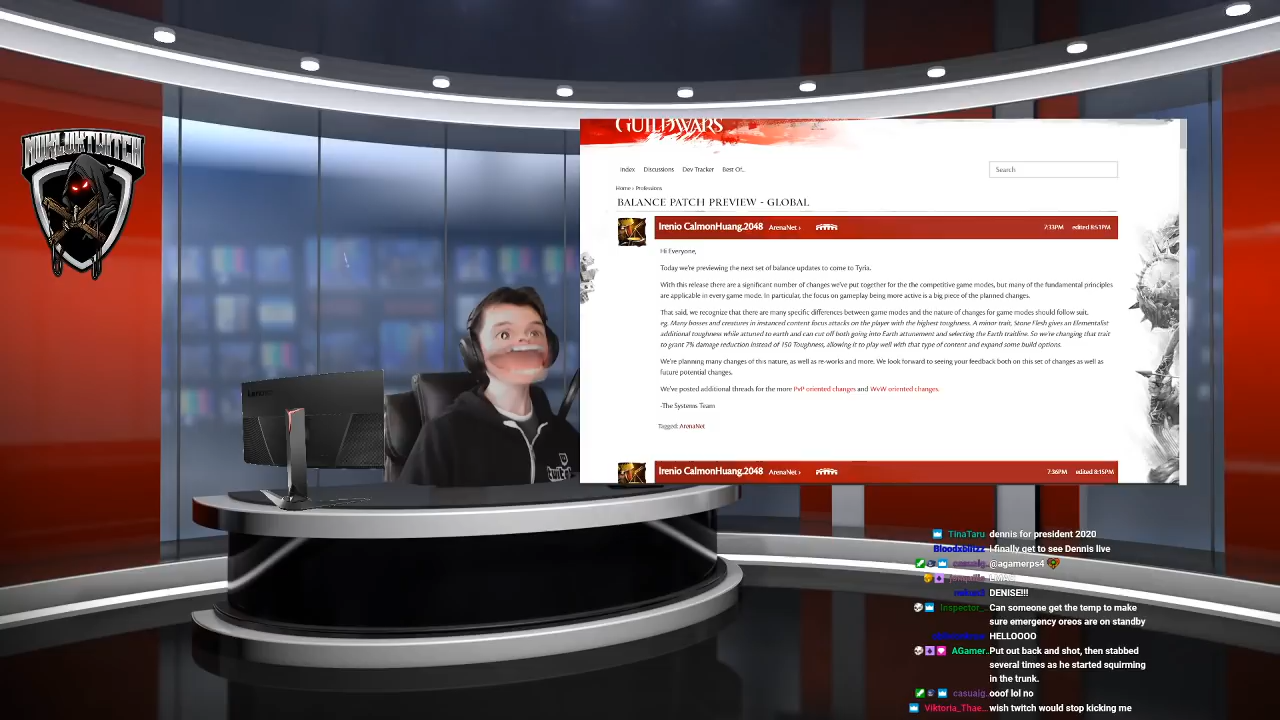 MUKLUKTWITCH
GUILDWARS
Index Discussions Dev Tracker Best Of...
Search
Home › Professions
BALANCE PATCH PREVIEW - GLOBAL
Irenio CalmonHuang.2048 ArenaNet › 7:33PM edited 8:51PM
Hi Everyone,
Today we're previewing the next set of balance updates to come to Tyria.
With this release there are a significant number of changes we've put together for the the competitive game modes, but many of the fundamental principles
are applicable in every game mode. In particular, the focus on gameplay being more active is a big piece of the planned changes.
That said, we recognize that there are many specific differences between game modes and the nature of changes for game modes should follow suit.
eg. Many bosses and creatures in instanced content focus attacks on the player with the highest toughness. A minor trait, Stone Flesh gives an Elementalist
additional toughness while attuned to earth and can cut off both going into Earth attunement and selecting the Earth traitline. So we're changing that trait
to grant 7% damage reduction instead of 150 Toughness, allowing it to play well with that type of content and expand some build options.
We're planning many changes of this nature, as well as re-works and more. We look forward to seeing your feedback both on this set of changes as well as
future potential changes.
We've posted additional threads for the more PvP oriented changes and WvW oriented changes.
-The Systems Team
Tagged: ArenaNet
Irenio CalmonHuang.2048 ArenaNet › 7:36PM edited 8:15PM
Lenovo
TinaTaru dennis for president 2020
Bloodxblitzz I finally get to see Dennis live
casualg.. @agamerps4
LMAO
DENISE!!!
Inspector_.. Can someone get the temp to make
sure emergency oreos are on standby
HELLOOOO
AGamer.. Put out back and shot, then stabbed
several times as he started squirming
in the trunk.
casualg.. ooof lol no
Viktoria_Thae.. wish twitch would stop kicking me